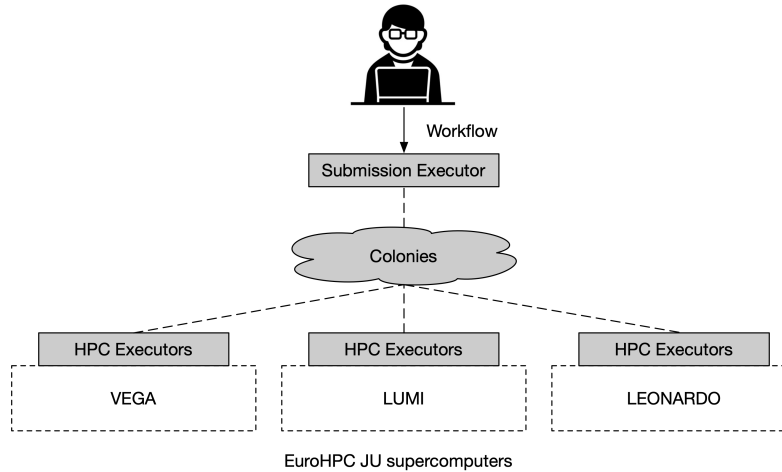 Workflow
Submission Executor
Colonies
HPC Executors
HPC Executors
HPC Executors
VEGA
LUMI
LEONARDO
EuroHPC JU supercomputers